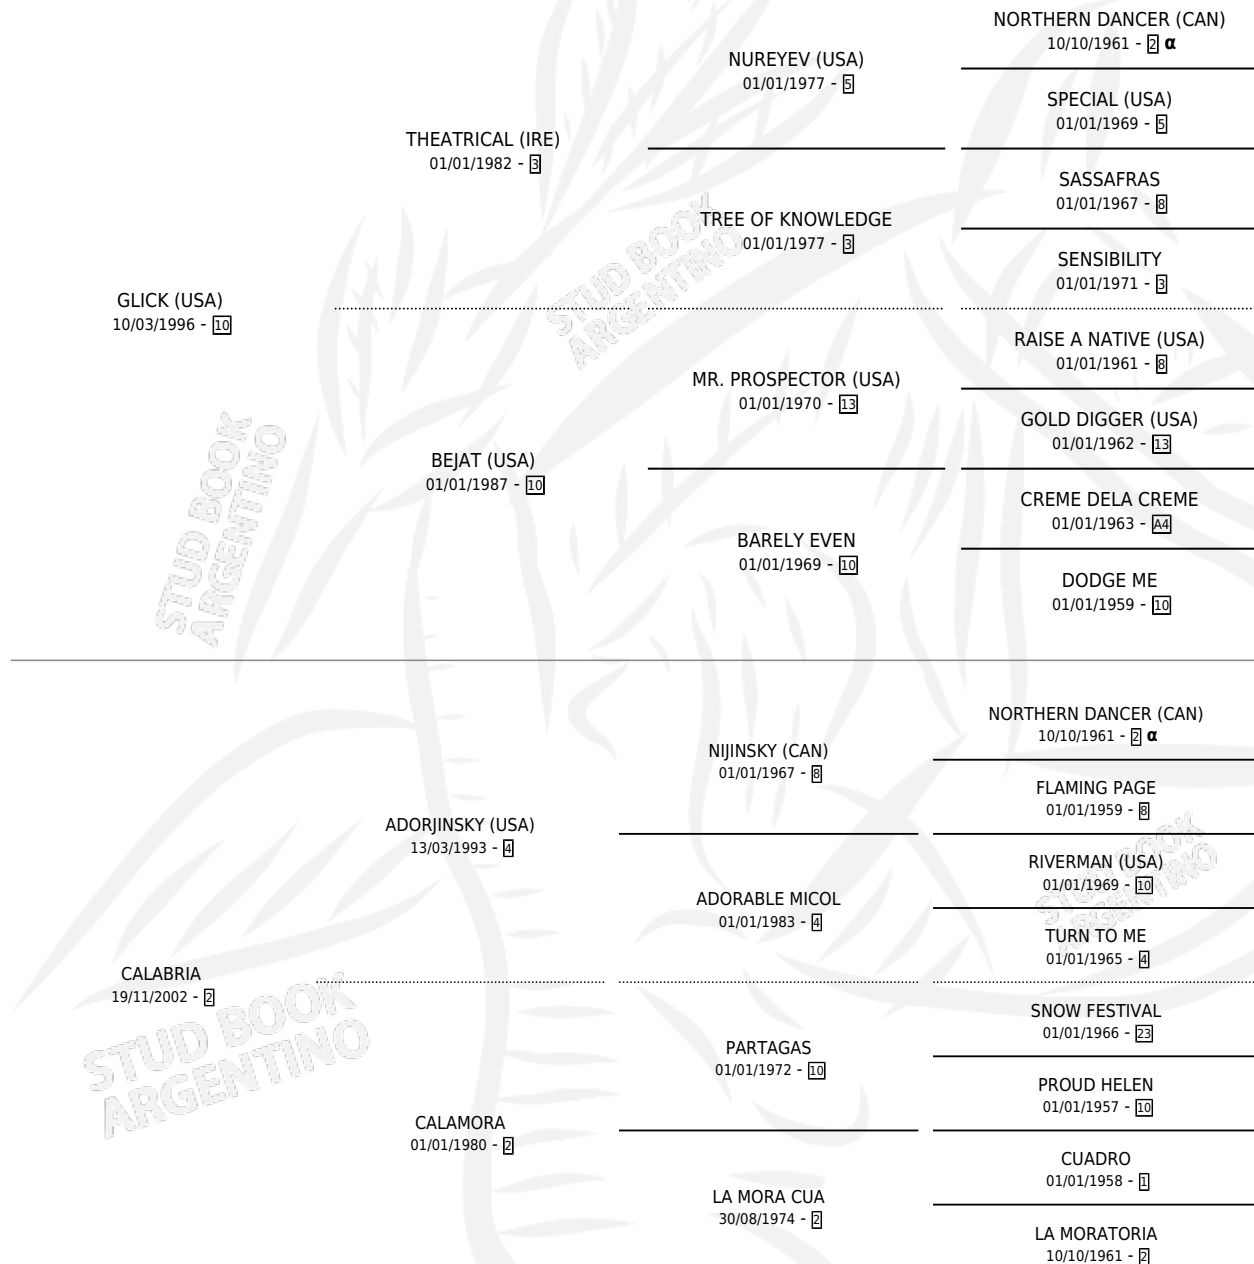 NORTHERN DANCER (CAN)
10/10/1961 - 2 α
NUREYEV (USA)
01/01/1977 - 5
SPECIAL (USA)
01/01/1969 - 5
THEATRICAL (IRE)
01/01/1982 - 3
SASSAFRAS
01/01/1967 - 8
TREE OF KNOWLEDGE
01/01/1977 - 3
SENSIBILITY
01/01/1971 - 3
GLICK (USA)
10/03/1996 - 10
RAISE A NATIVE (USA)
01/01/1961 - 8
MR. PROSPECTOR (USA)
01/01/1970 - 13
GOLD DIGGER (USA)
01/01/1962 - 13
BEJAT (USA)
01/01/1987 - 10
CREME DELA CREME
01/01/1963 - A4
BARELY EVEN
01/01/1969 - 10
DODGE ME
01/01/1959 - 10
NORTHERN DANCER (CAN)
10/10/1961 - 2 α
NIJINSKY (CAN)
01/01/1967 - 8
FLAMING PAGE
01/01/1959 - 8
ADORJINSKY (USA)
13/03/1993 - 4
RIVERMAN (USA)
01/01/1969 - 10
ADORABLE MICOL
01/01/1983 - 4
TURN TO ME
01/01/1965 - 4
CALABRIA
19/11/2002 - 2
SNOW FESTIVAL
01/01/1966 - 23
PARTAGAS
01/01/1972 - 10
PROUD HELEN
01/01/1957 - 10
CALAMORA
01/01/1980 - 2
CUADRO
01/01/1958 - 1
LA MORA CUA
30/08/1974 - 2
LA MORATORIA
10/10/1961 - 2
STUD BOOK
ARGENTINO
STUD BOOK
ARGENTINO
STUD BOOK
ARGENTINO
STUD BOOK
ARGENTINO